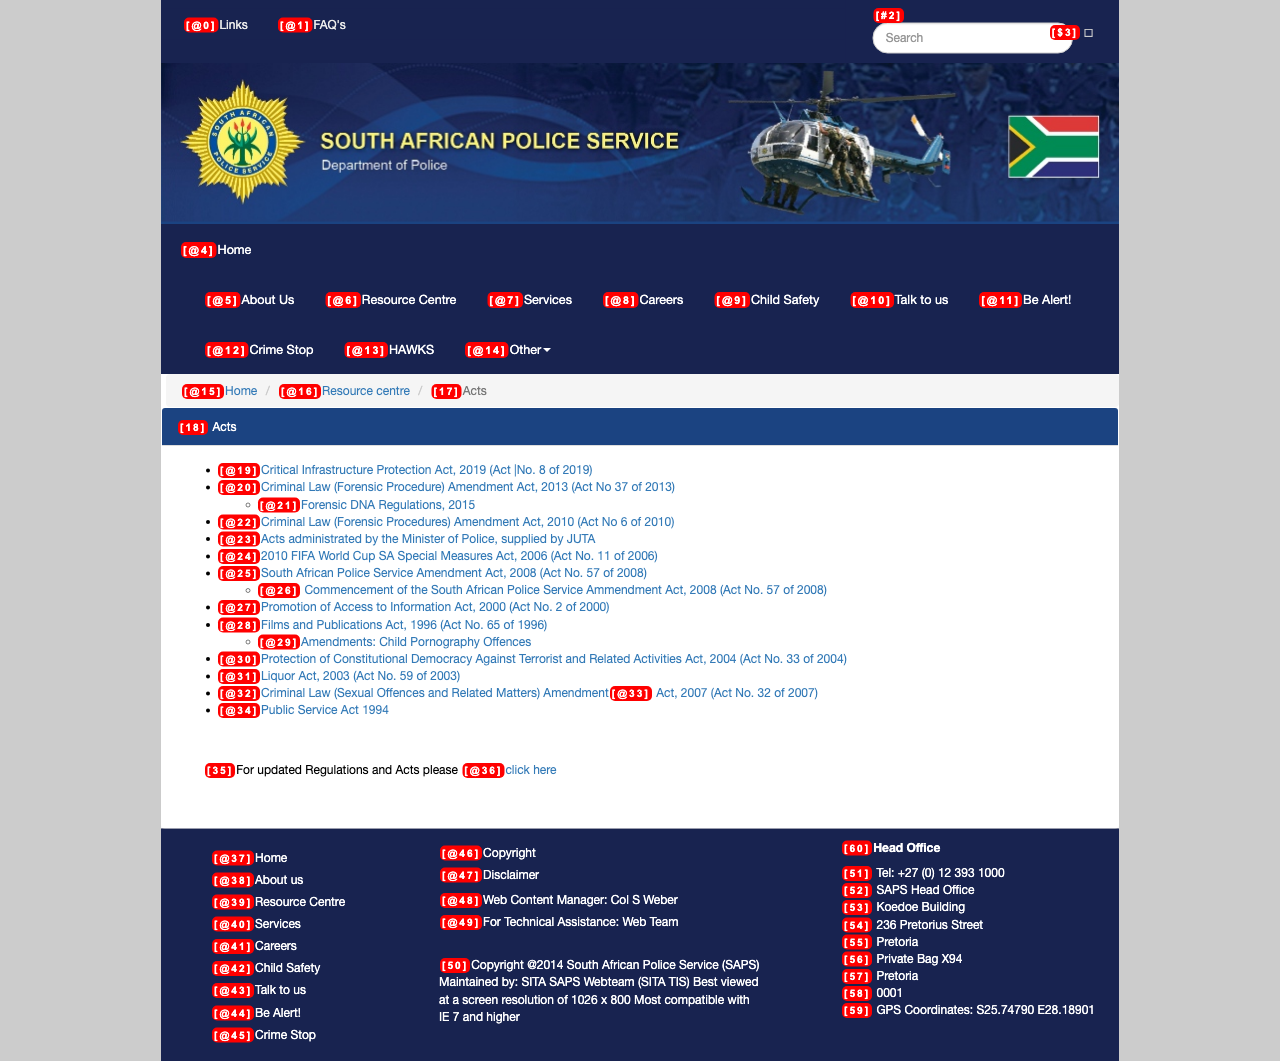 [@0]Links [@1]FAQ's [#2]
Search [$3]
SOUTH AFRICAN POLICE SERVICE
Department of Police
SOUTH AFRICAN
POLICE SERVICE
[@4]Home
[@5]About Us [@6]Resource Centre [@7]Services [@8]Careers [@9]Child Safety [@10]Talk to us [@11]Be Alert!
[@12]Crime Stop [@13]HAWKS [@14]Other
[@15]Home / [@16]Resource centre / [17]Acts
[18] Acts
[@19]Critical Infrastructure Protection Act, 2019 (Act |No. 8 of 2019)
[@20]Criminal Law (Forensic Procedure) Amendment Act, 2013 (Act No 37 of 2013)
[@21]Forensic DNA Regulations, 2015
[@22]Criminal Law (Forensic Procedures) Amendment Act, 2010 (Act No 6 of 2010)
[@23]Acts administrated by the Minister of Police, supplied by JUTA
[@24]2010 FIFA World Cup SA Special Measures Act, 2006 (Act No. 11 of 2006)
[@25]South African Police Service Amendment Act, 2008 (Act No. 57 of 2008)
[@26] Commencement of the South African Police Service Ammendment Act, 2008 (Act No. 57 of 2008)
[@27]Promotion of Access to Information Act, 2000 (Act No. 2 of 2000)
[@28]Films and Publications Act, 1996 (Act No. 65 of 1996)
[@29]Amendments: Child Pornography Offences
[@30]Protection of Constitutional Democracy Against Terrorist and Related Activities Act, 2004 (Act No. 33 of 2004)
[@31]Liquor Act, 2003 (Act No. 59 of 2003)
[@32]Criminal Law (Sexual Offences and Related Matters) Amendment[@33] Act, 2007 (Act No. 32 of 2007)
[@34]Public Service Act 1994
[35]For updated Regulations and Acts please [@36]click here
[@37]Home
[@38]About us
[@39]Resource Centre
[@40]Services
[@41]Careers
[@42]Child Safety
[@43]Talk to us
[@44]Be Alert!
[@45]Crime Stop
[@46]Copyright
[@47]Disclaimer
[@48]Web Content Manager: Col S Weber
[@49]For Technical Assistance: Web Team
[50]Copyright @2014 South African Police Service (SAPS)
Maintained by: SITA SAPS Webteam (SITA TIS) Best viewed
at a screen resolution of 1026 x 800 Most compatible with
IE 7 and higher
[60]Head Office
[51] Tel: +27 (0) 12 393 1000
[52] SAPS Head Office
[53] Koedoe Building
[54] 236 Pretorius Street
[55] Pretoria
[56] Private Bag X94
[57] Pretoria
[58] 0001
[59] GPS Coordinates: S25.74790 E28.18901